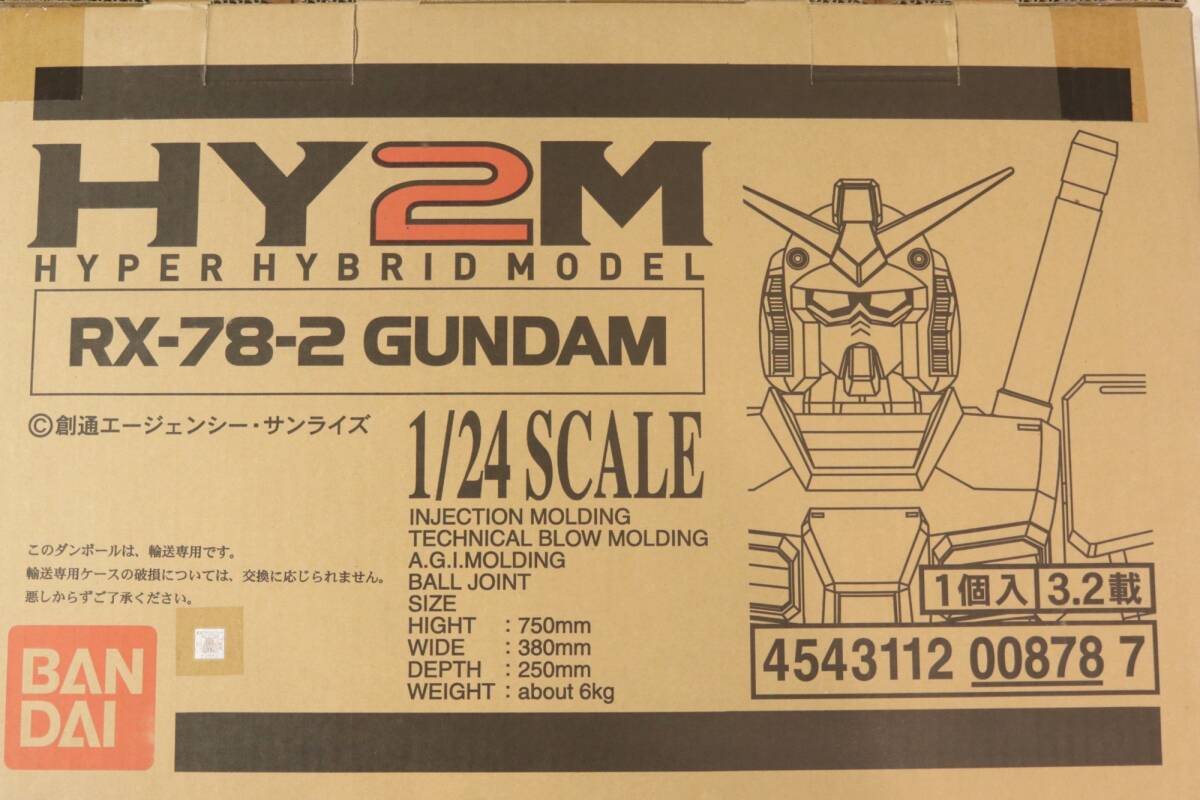 HY2M
HYPER HYBRID MODEL
RX-78-2 GUNDAM
©創通エージェンシー・サンライズ
1/24 SCALE
INJECTION MOLDING
TECHNICAL BLOW MOLDING
A.G.I.MOLDING
BALL JOINT
SIZE
HIGHT : 750mm
WIDE : 380mm
DEPTH : 250mm
WEIGHT : about 6kg
このダンボールは、輸送専用です。
輸送専用ケースの破損については、交換に応じられません。
悪しからずご了承ください。
BAN
DAI
1個入 3.2載
4543112 00878 7